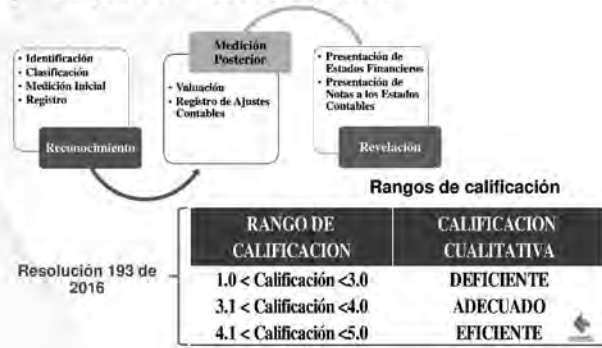 • Identificación
• Clasificación
• Medición Inicial
• Registro
Reconocimiento
Medición
Posterior
• Valuación
• Registro de Ajustes
Contables
• Presentación de
Estados Financieros
• Presentación de
Notas a los Estados
Contables
Revelación
Rangos de calificación
Resolución 193 de
2016
RANGO DE
CALIFICACION
CALIFICACION
CUALITATIVA
1.0 < Calificación <3.0 DEFICIENTE
3.1 < Calificación <4.0 ADECUADO
4.1 < Calificación <5.0 EFICIENTE